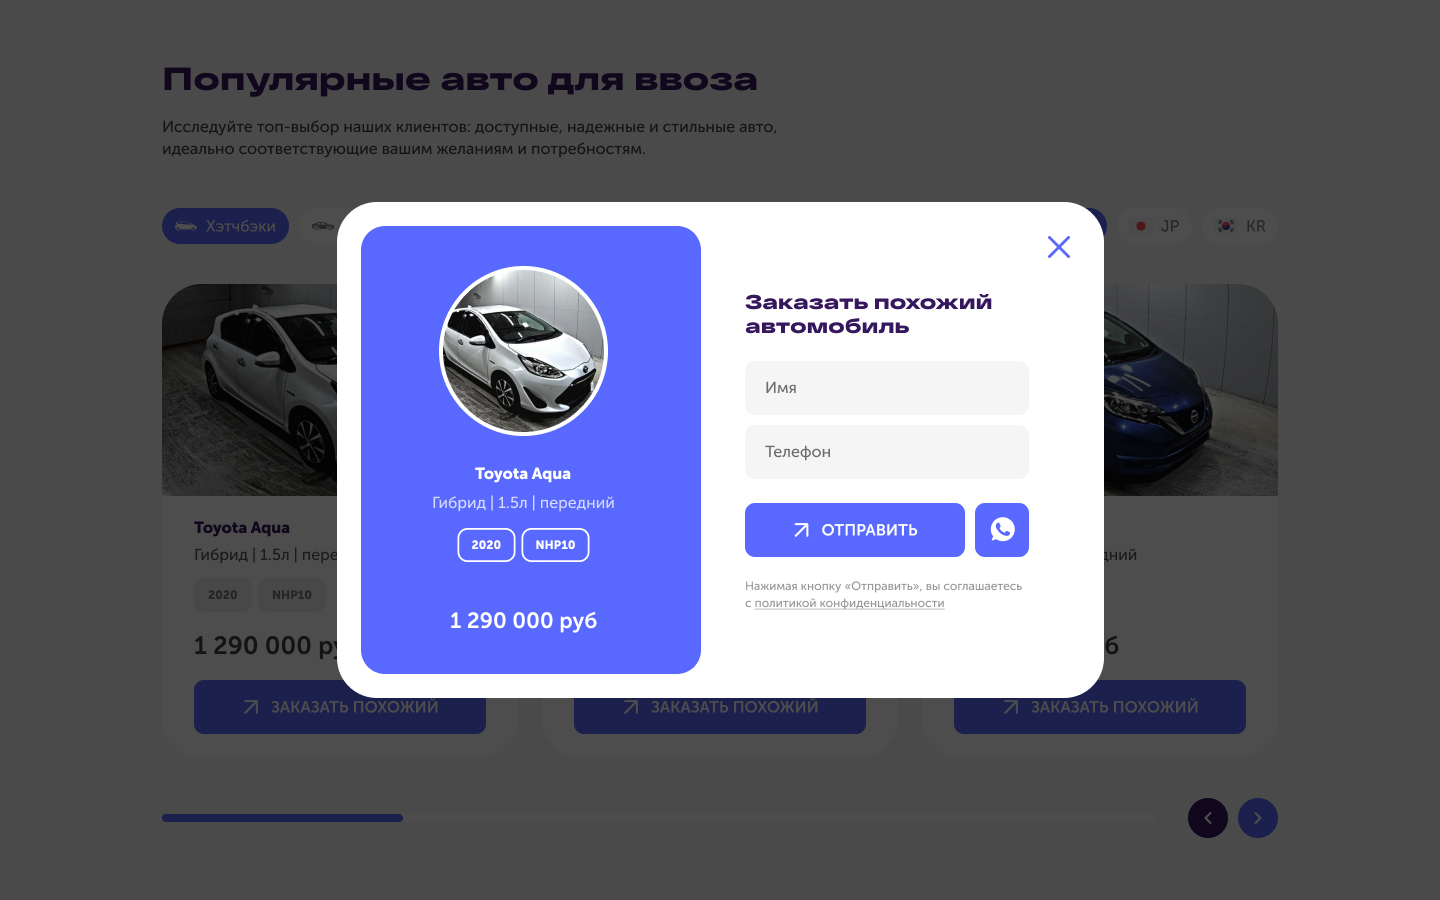 Популярные авто для ввоза
Исследуйте топ-выбор наших клиентов: доступные, надежные и стильные авто,
идеально соответствующие вашим желаниям и потребностям.
Хэтчбэки
JP
KR
Toyota Aqua
Гибрид | 1.5л | передний
2020
NHP10
1 290 000 руб
Заказать похожий
автомобиль
Имя
Телефон
ОТПРАВИТЬ
Нажимая кнопку «Отправить», вы соглашаетесь
с политикой конфиденциальности
Toyota Aqua
Гибрид | 1.5л |
2020
NHP10
1 290 000
ЗАКАЗАТЬ ПОХОЖИЙ
ЗАКАЗАТЬ ПОХОЖИЙ
ЗАКАЗАТЬ ПОХОЖИЙ